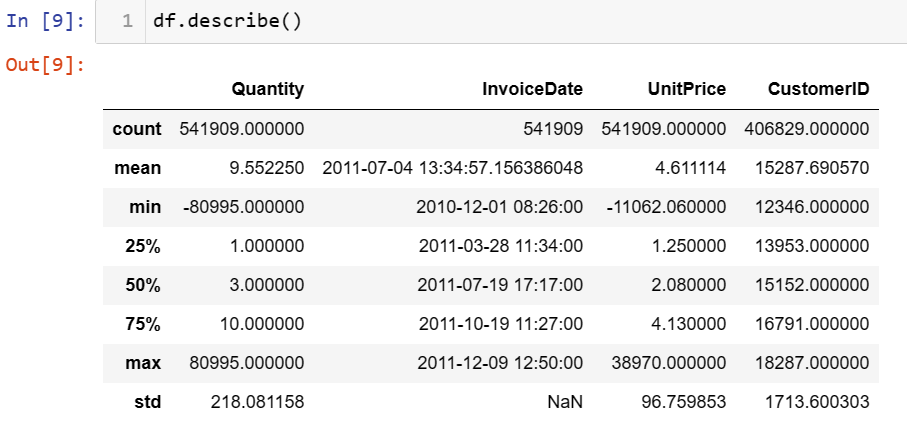 In [9]: 1 df.describe()
Out[9]:
Quantity InvoiceDate UnitPrice CustomerID
count 541909.000000 541909 541909.000000 406829.000000
mean 9.552250 2011-07-04 13:34:57.156386048 4.611114 15287.690570
min -80995.000000 2010-12-01 08:26:00 -11062.060000 12346.000000
25% 1.000000 2011-03-28 11:34:00 1.250000 13953.000000
50% 3.000000 2011-07-19 17:17:00 2.080000 15152.000000
75% 10.000000 2011-10-19 11:27:00 4.130000 16791.000000
max 80995.000000 2011-12-09 12:50:00 38970.000000 18287.000000
std 218.081158 NaN 96.759853 1713.600303